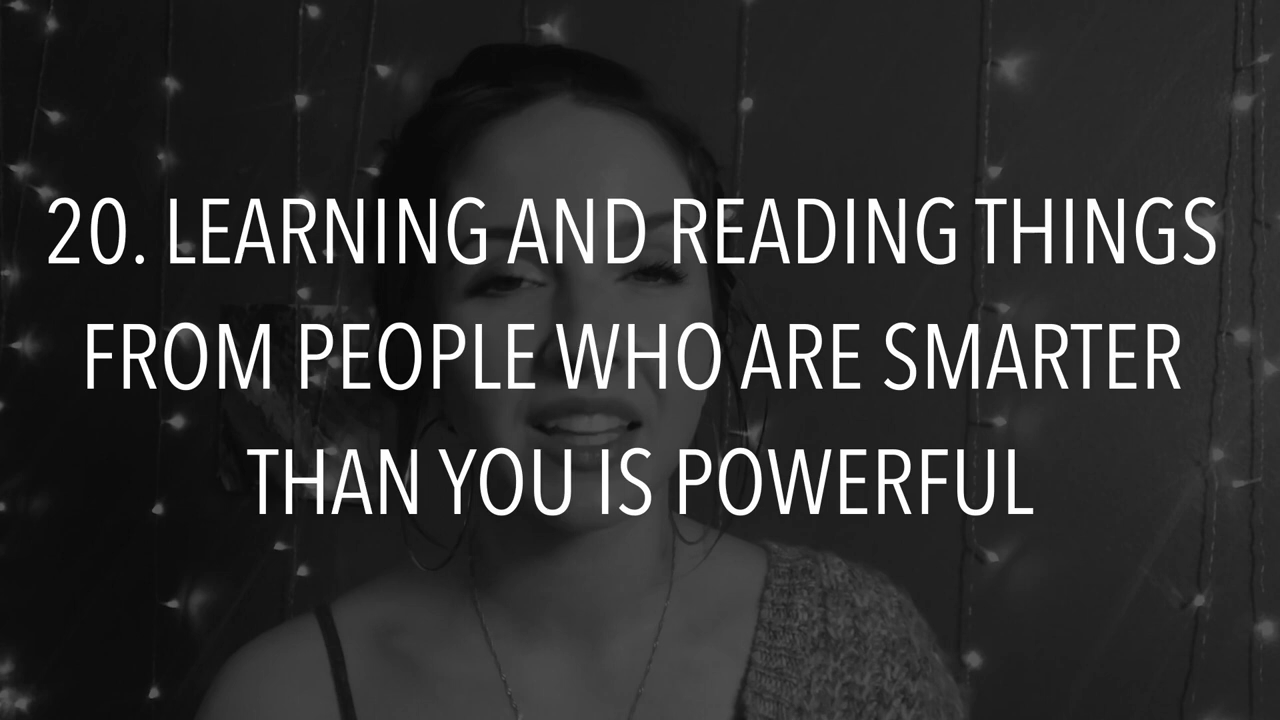 20. LEARNING AND READING THINGS
FROM PEOPLE WHO ARE SMARTER
THAN YOU IS POWERFUL